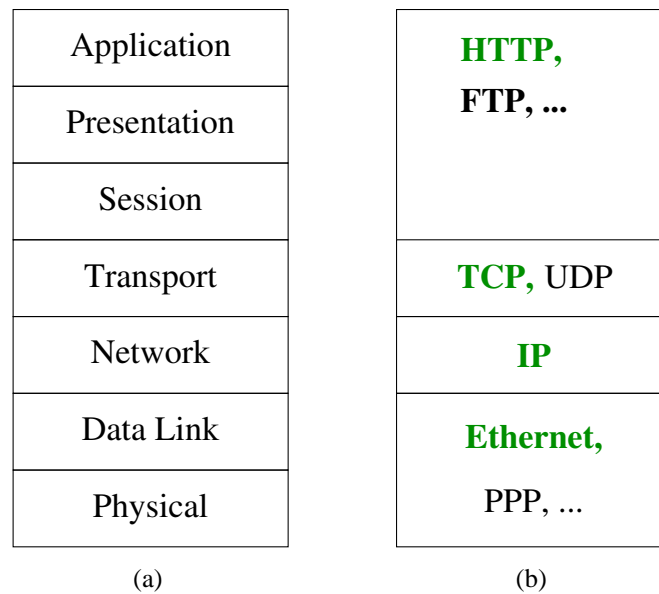 Application
Presentation
Session
Transport
Network
Data Link
Physical
(a)
HTTP,
FTP, ...
TCP, UDP
IP
Ethernet,
PPP, ...
(b)